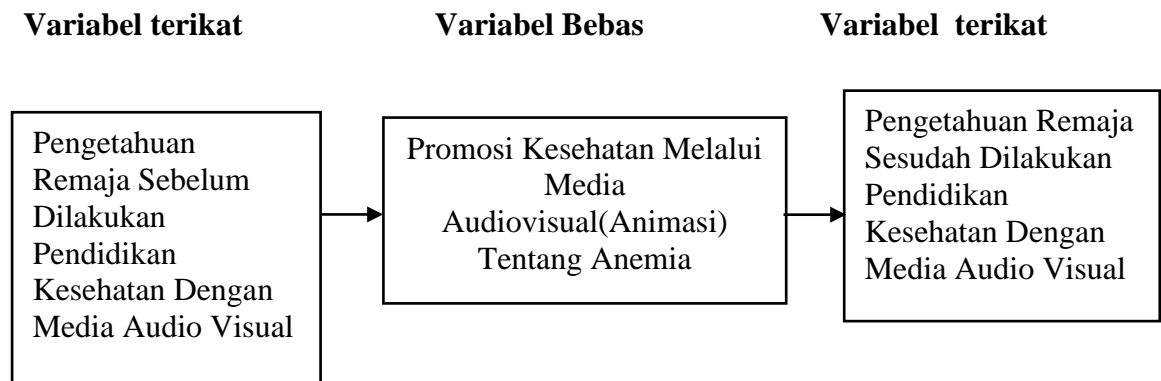 Variabel terikat
Variabel Bebas
Variabel terikat
Pengetahuan
Remaja Sebelum
Dilakukan
Pendidikan
Kesehatan Dengan
Media Audio Visual
Promosi Kesehatan Melalui
Media
Audiovisual(Animasi)
Tentang Anemia
Pengetahuan Remaja
Sesudah Dilakukan
Pendidikan
Kesehatan Dengan
Media Audio Visual